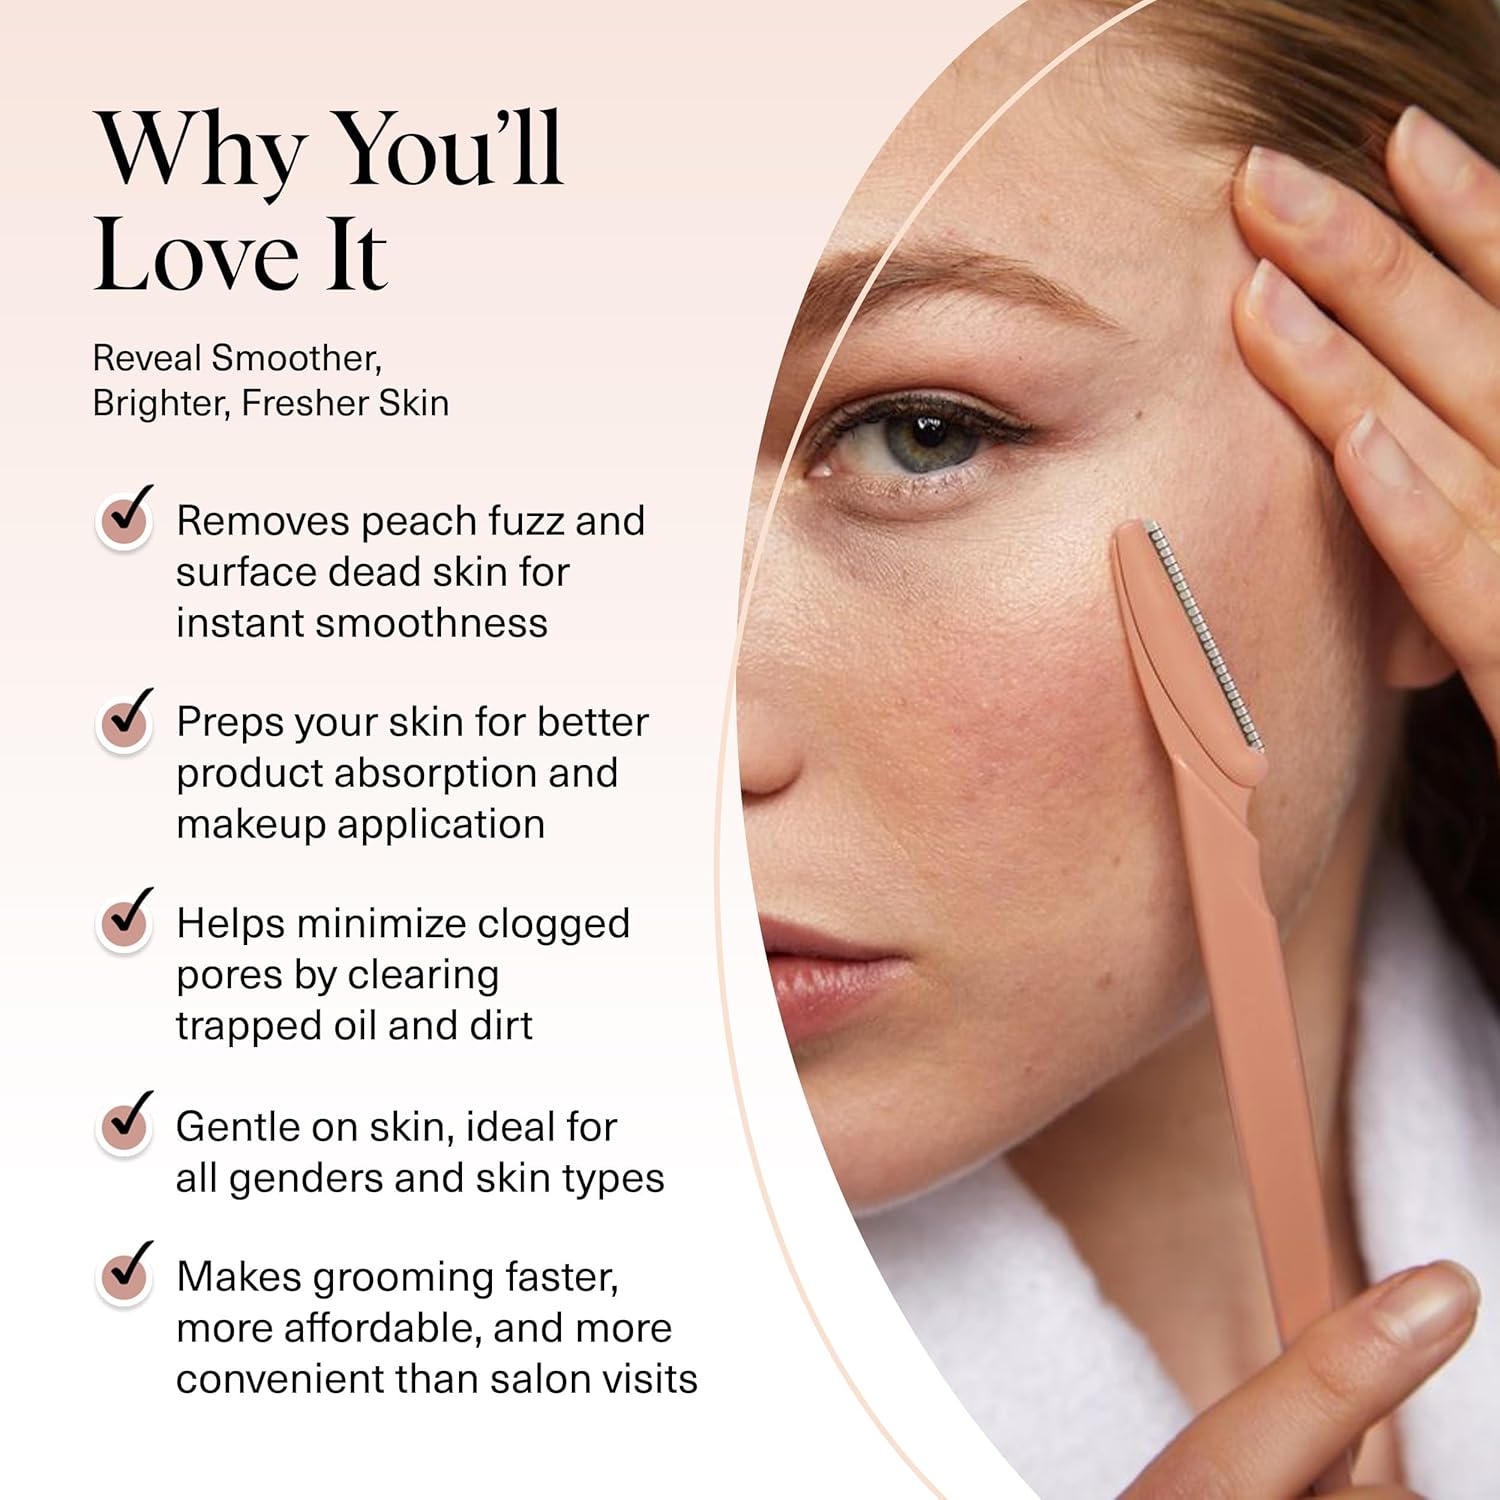 Why You’ll
Love It
Reveal Smoother,
Brighter, Fresher Skin
Removes peach fuzz and
surface dead skin for
instant smoothness
Preps your skin for better
product absorption and
makeup application
Helps minimize clogged
pores by clearing
trapped oil and dirt
Gentle on skin, ideal for
all genders and skin types
Makes grooming faster,
more affordable, and more
convenient than salon visits